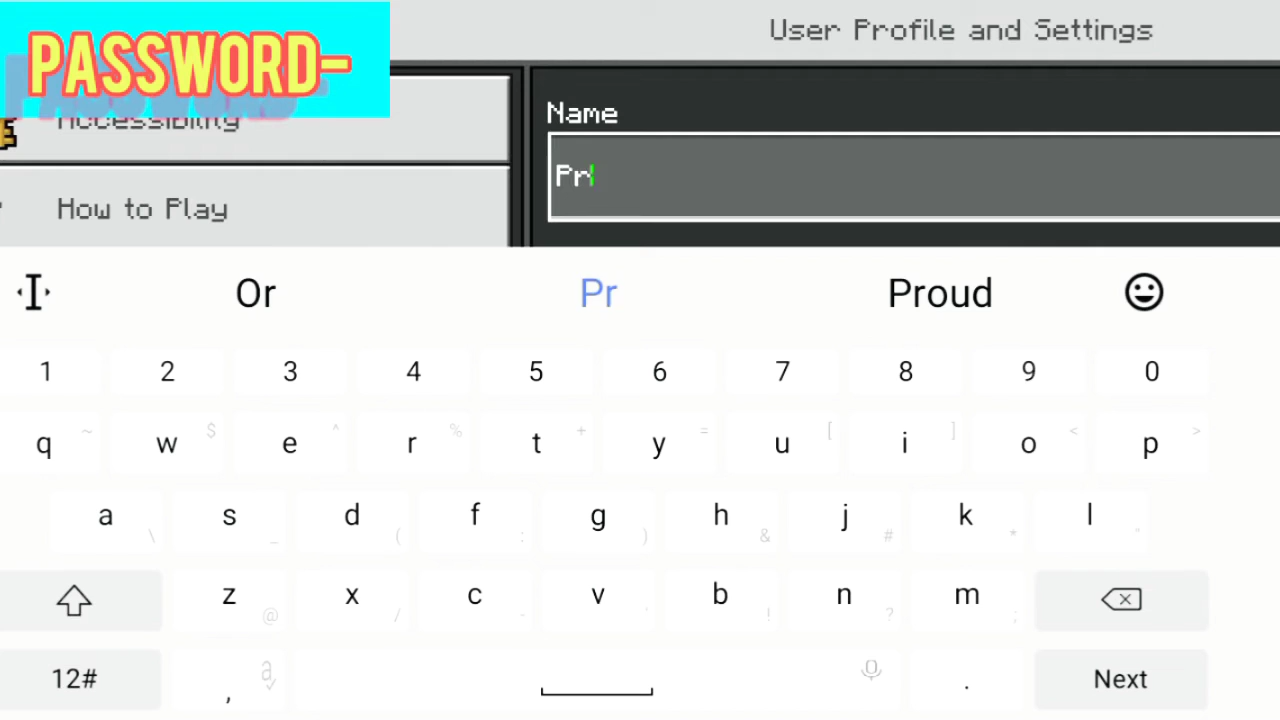 PASSWORD-
User Profile and Settings
Accessibility
Name
Pr
How to Play
Or Pr Proud
1 2 3 4 5 6 7 8 9 0
q ~ w $ e ^ r % t + y = u [ i ] o < p >
a \ s _ d ( f : g ) h & j # k * l "
z @ x / c - v ' b ! n ? m ;
12# , .
Next